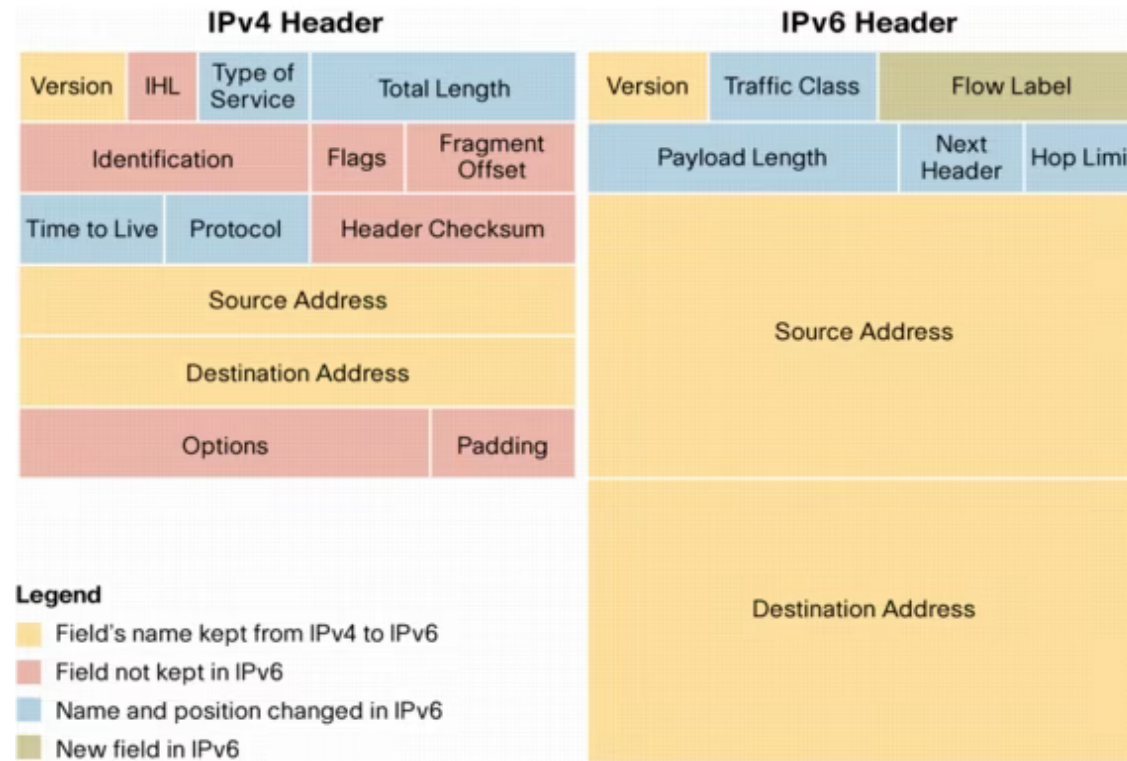 IPv4 Header
IPv6 Header
Version
IHL
Type of
Service
Total Length
Version
Traffic Class
Flow Label
Identification
Flags
Fragment
Offset
Payload Length
Next
Header
Hop Limi
Time to Live
Protocol
Header Checksum
Source Address
Destination Address
Options
Padding
Source Address
Destination Address
Legend
Field's name kept from IPv4 to IPv6
Field not kept in IPv6
Name and position changed in IPv6
New field in IPv6